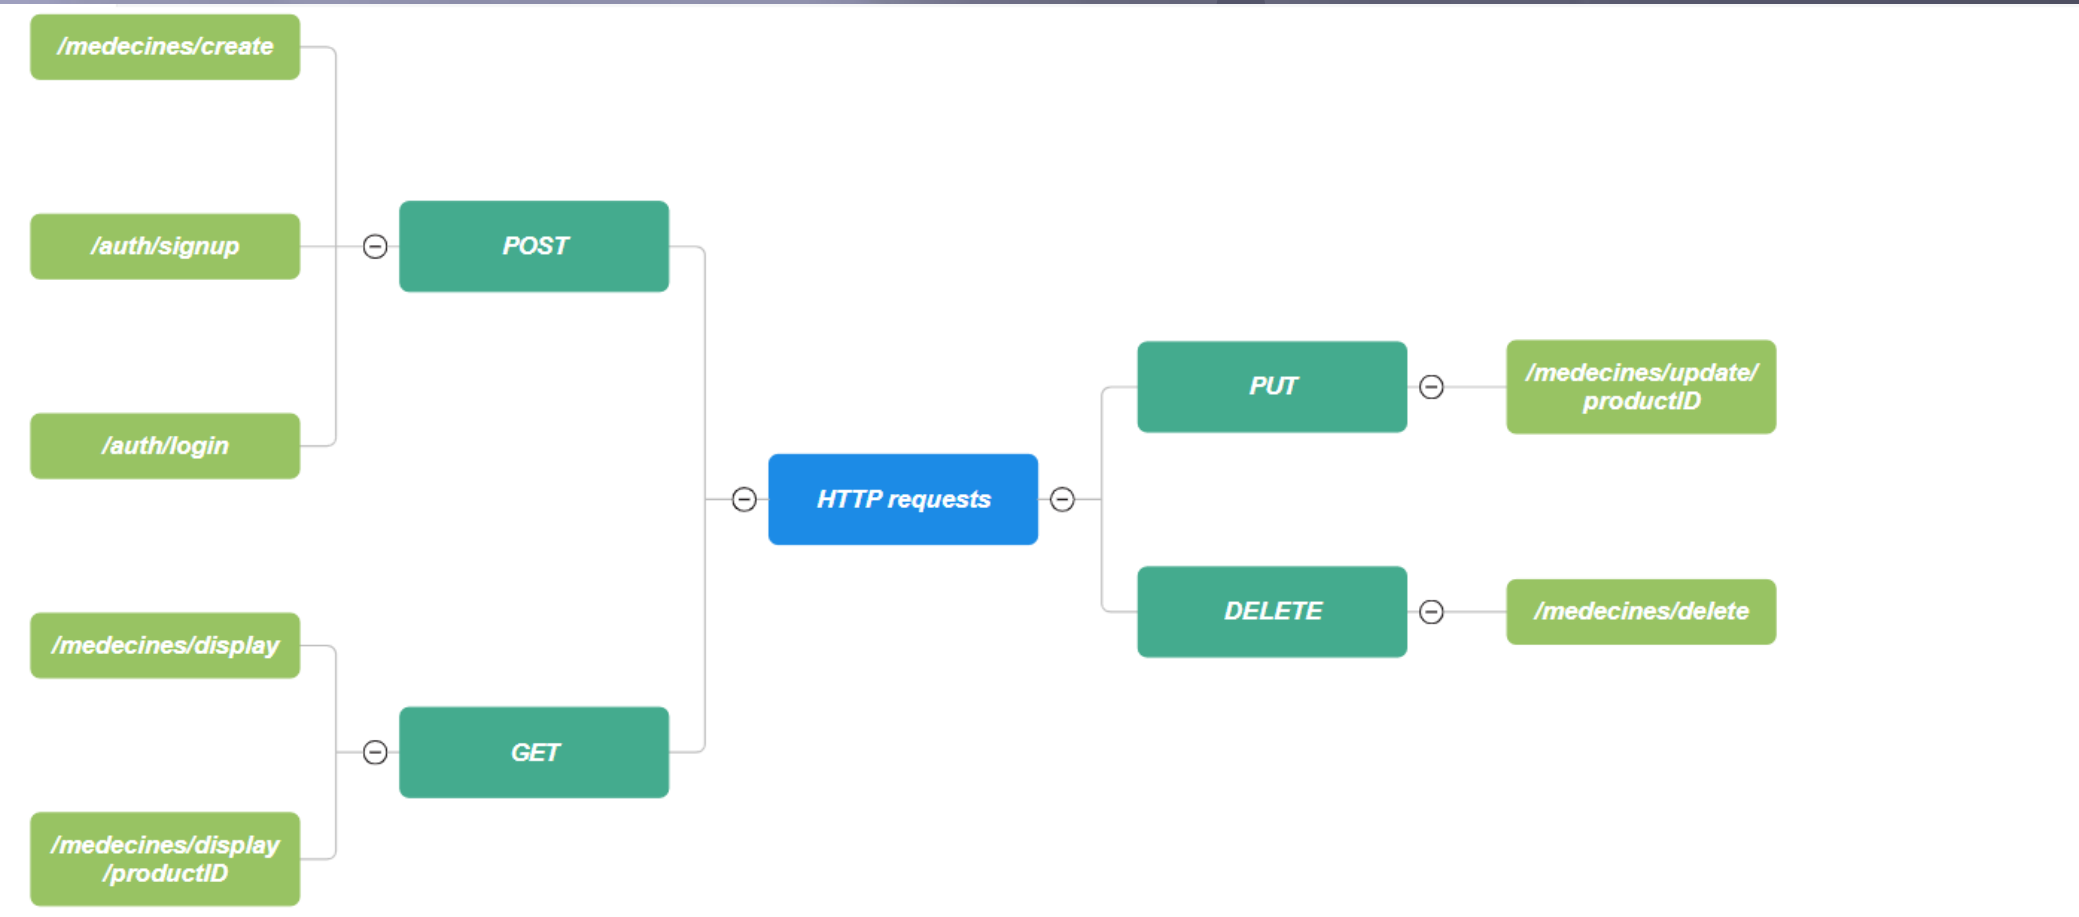 /medecines/create
/auth/signup
/auth/login
POST
/medecines/display
/medecines/display
/productID
GET
HTTP requests
PUT
/medecines/update/
productID
DELETE
/medecines/delete